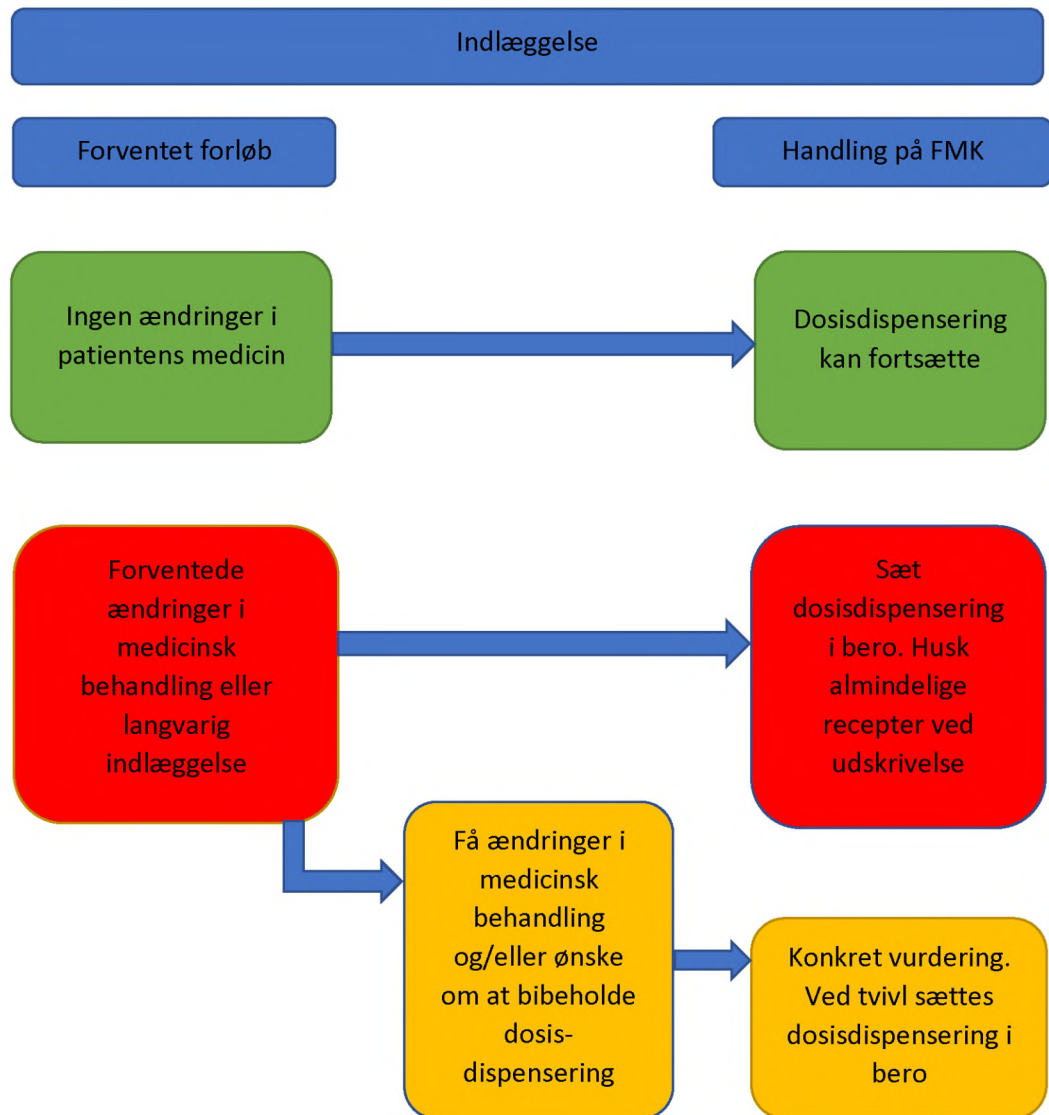 Indlæggelse
Forventet forløb
Handling på FMK
Ingen ændringer i
patientens medicin
Dosisdispensering
kan fortsætte
Forventede
ændringer i
medicinsk
behandling eller
langvarig
indlæggelse
Sæt
dosisdispensering
i bero. Husk
almindelige
recepter ved
udskrivelse
Få ændringer i
medicinsk
behandling
og/eller ønske
om at bibeholde
dosis-
dispensering
Konkret vurdering.
Ved tvivl sættes
dosisdispensering i
bero